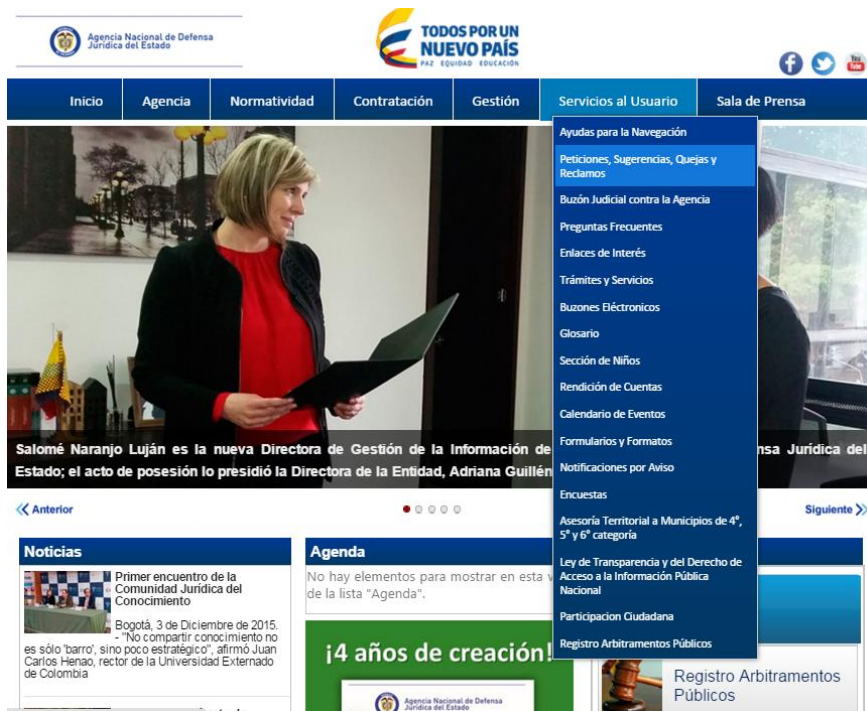 Agencia Nacional de Defensa
Jurídica del Estado
TODOS POR UN
NUEVO PAÍS
PAZ EQUIDAD EDUCACIÓN
You
Tube
Inicio
Agencia
Normatividad
Contratación
Gestión
Servicios al Usuario
Sala de Prensa
Ayudas para la Navegación
Peticiones, Sugerencias, Quejas y
Reclamos
Buzón Judicial contra la Agencia
Preguntas Frecuentes
Enlaces de Interés
Trámites y Servicios
Buzones Eléctronicos
Glosario
Sección de Niños
Rendición de Cuentas
Calendario de Eventos
Formularios y Formatos
Notificaciones por Aviso
Encuestas
Asesoría Territorial a Municipios de 4°,
5° y 6° categoría
Ley de Transparencia y del Derecho de
Acceso a la Información Pública
Nacional
Participacion Ciudadana
Registro Arbitramentos Públicos
Salomé Naranjo Luján es la nueva Directora de Gestión de la Información de nsa Jurídica del
Estado; el acto de posesión lo presidió la Directora de la Entidad, Adriana Guillén
Anterior
Siguiente
Noticias
Primer encuentro de la
Comunidad Jurídica del
Conocimiento
Bogotá, 3 de Diciembre de 2015.
- "No compartir conocimiento no
es sólo 'barro', sino poco estratégico", afirmó Juan
Carlos Henao, rector de la Universidad Externado
de Colombia
Agenda
No hay elementos para mostrar en esta v
de la lista "Agenda".
¡4 años de creación!
Agencia Nacional de Defensa
Jurídica del Estado
Registro Arbitramentos
Públicos